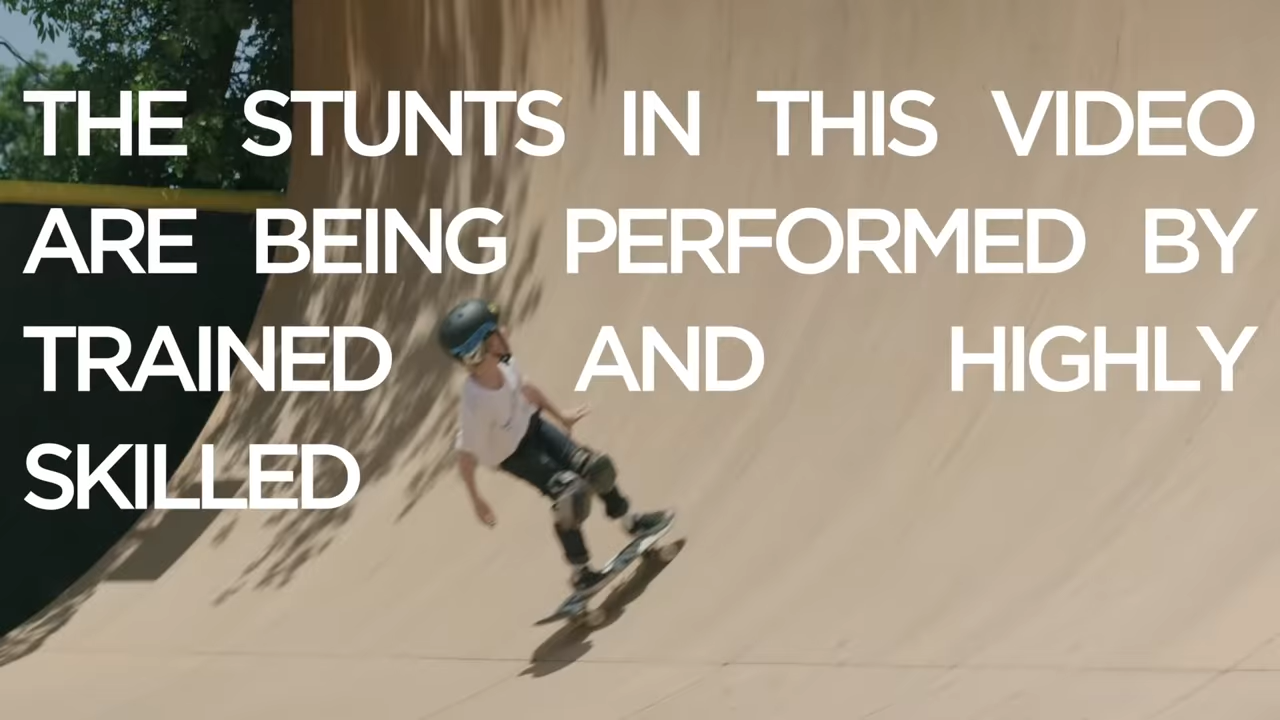 THE STUNTS IN THIS VIDEO
ARE BEING PERFORMED BY
TRAINED AND HIGHLY
SKILLED